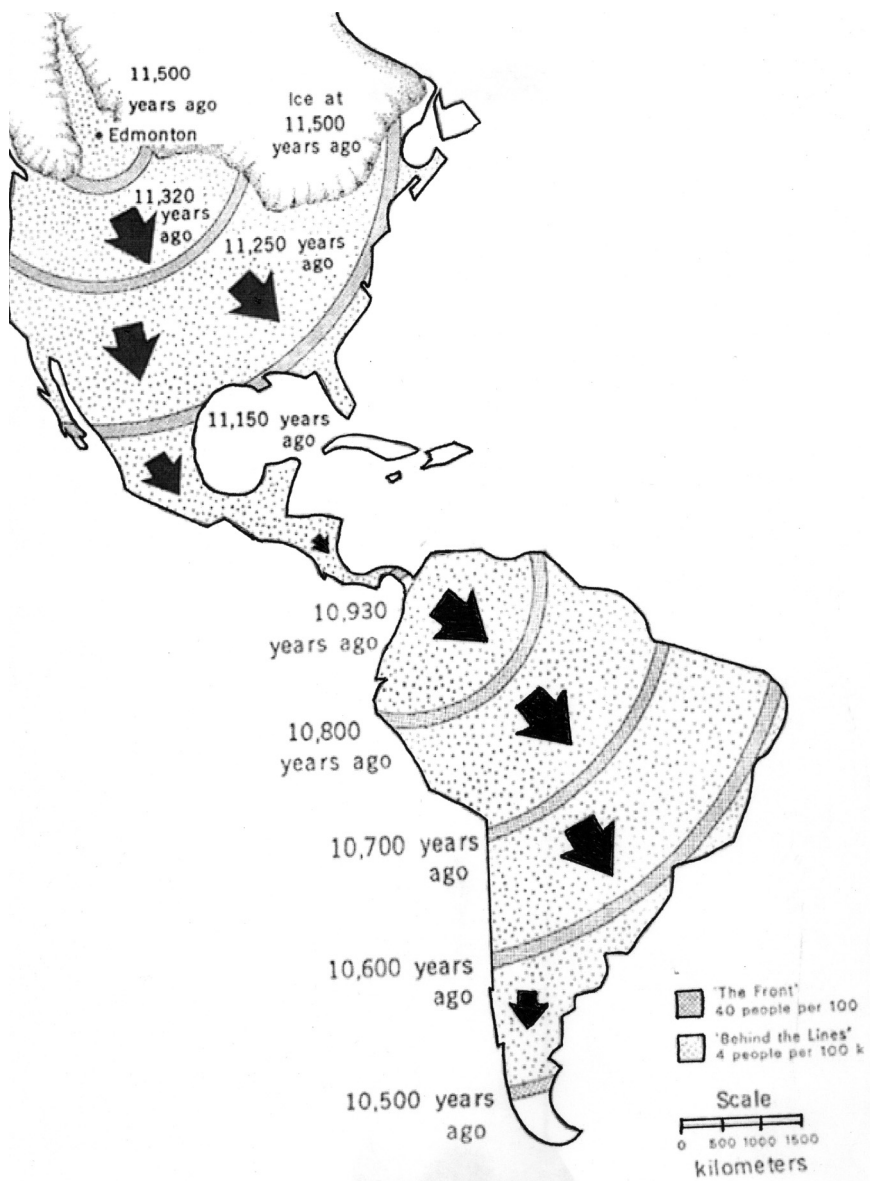 11,500
years ago
Edmonton
Ice at
11,500
years ago
11,320
years
ago
11,250 years
ago
11,150 years
ago
10,930
years ago
10,800
years ago
10,700 years
ago
10,600 years
ago
10,500 years
ago
'The Front'
40 people per 100
'Behind the Lines'
4 people per 100 k
Scale
0 500 1000 1500
kilometers